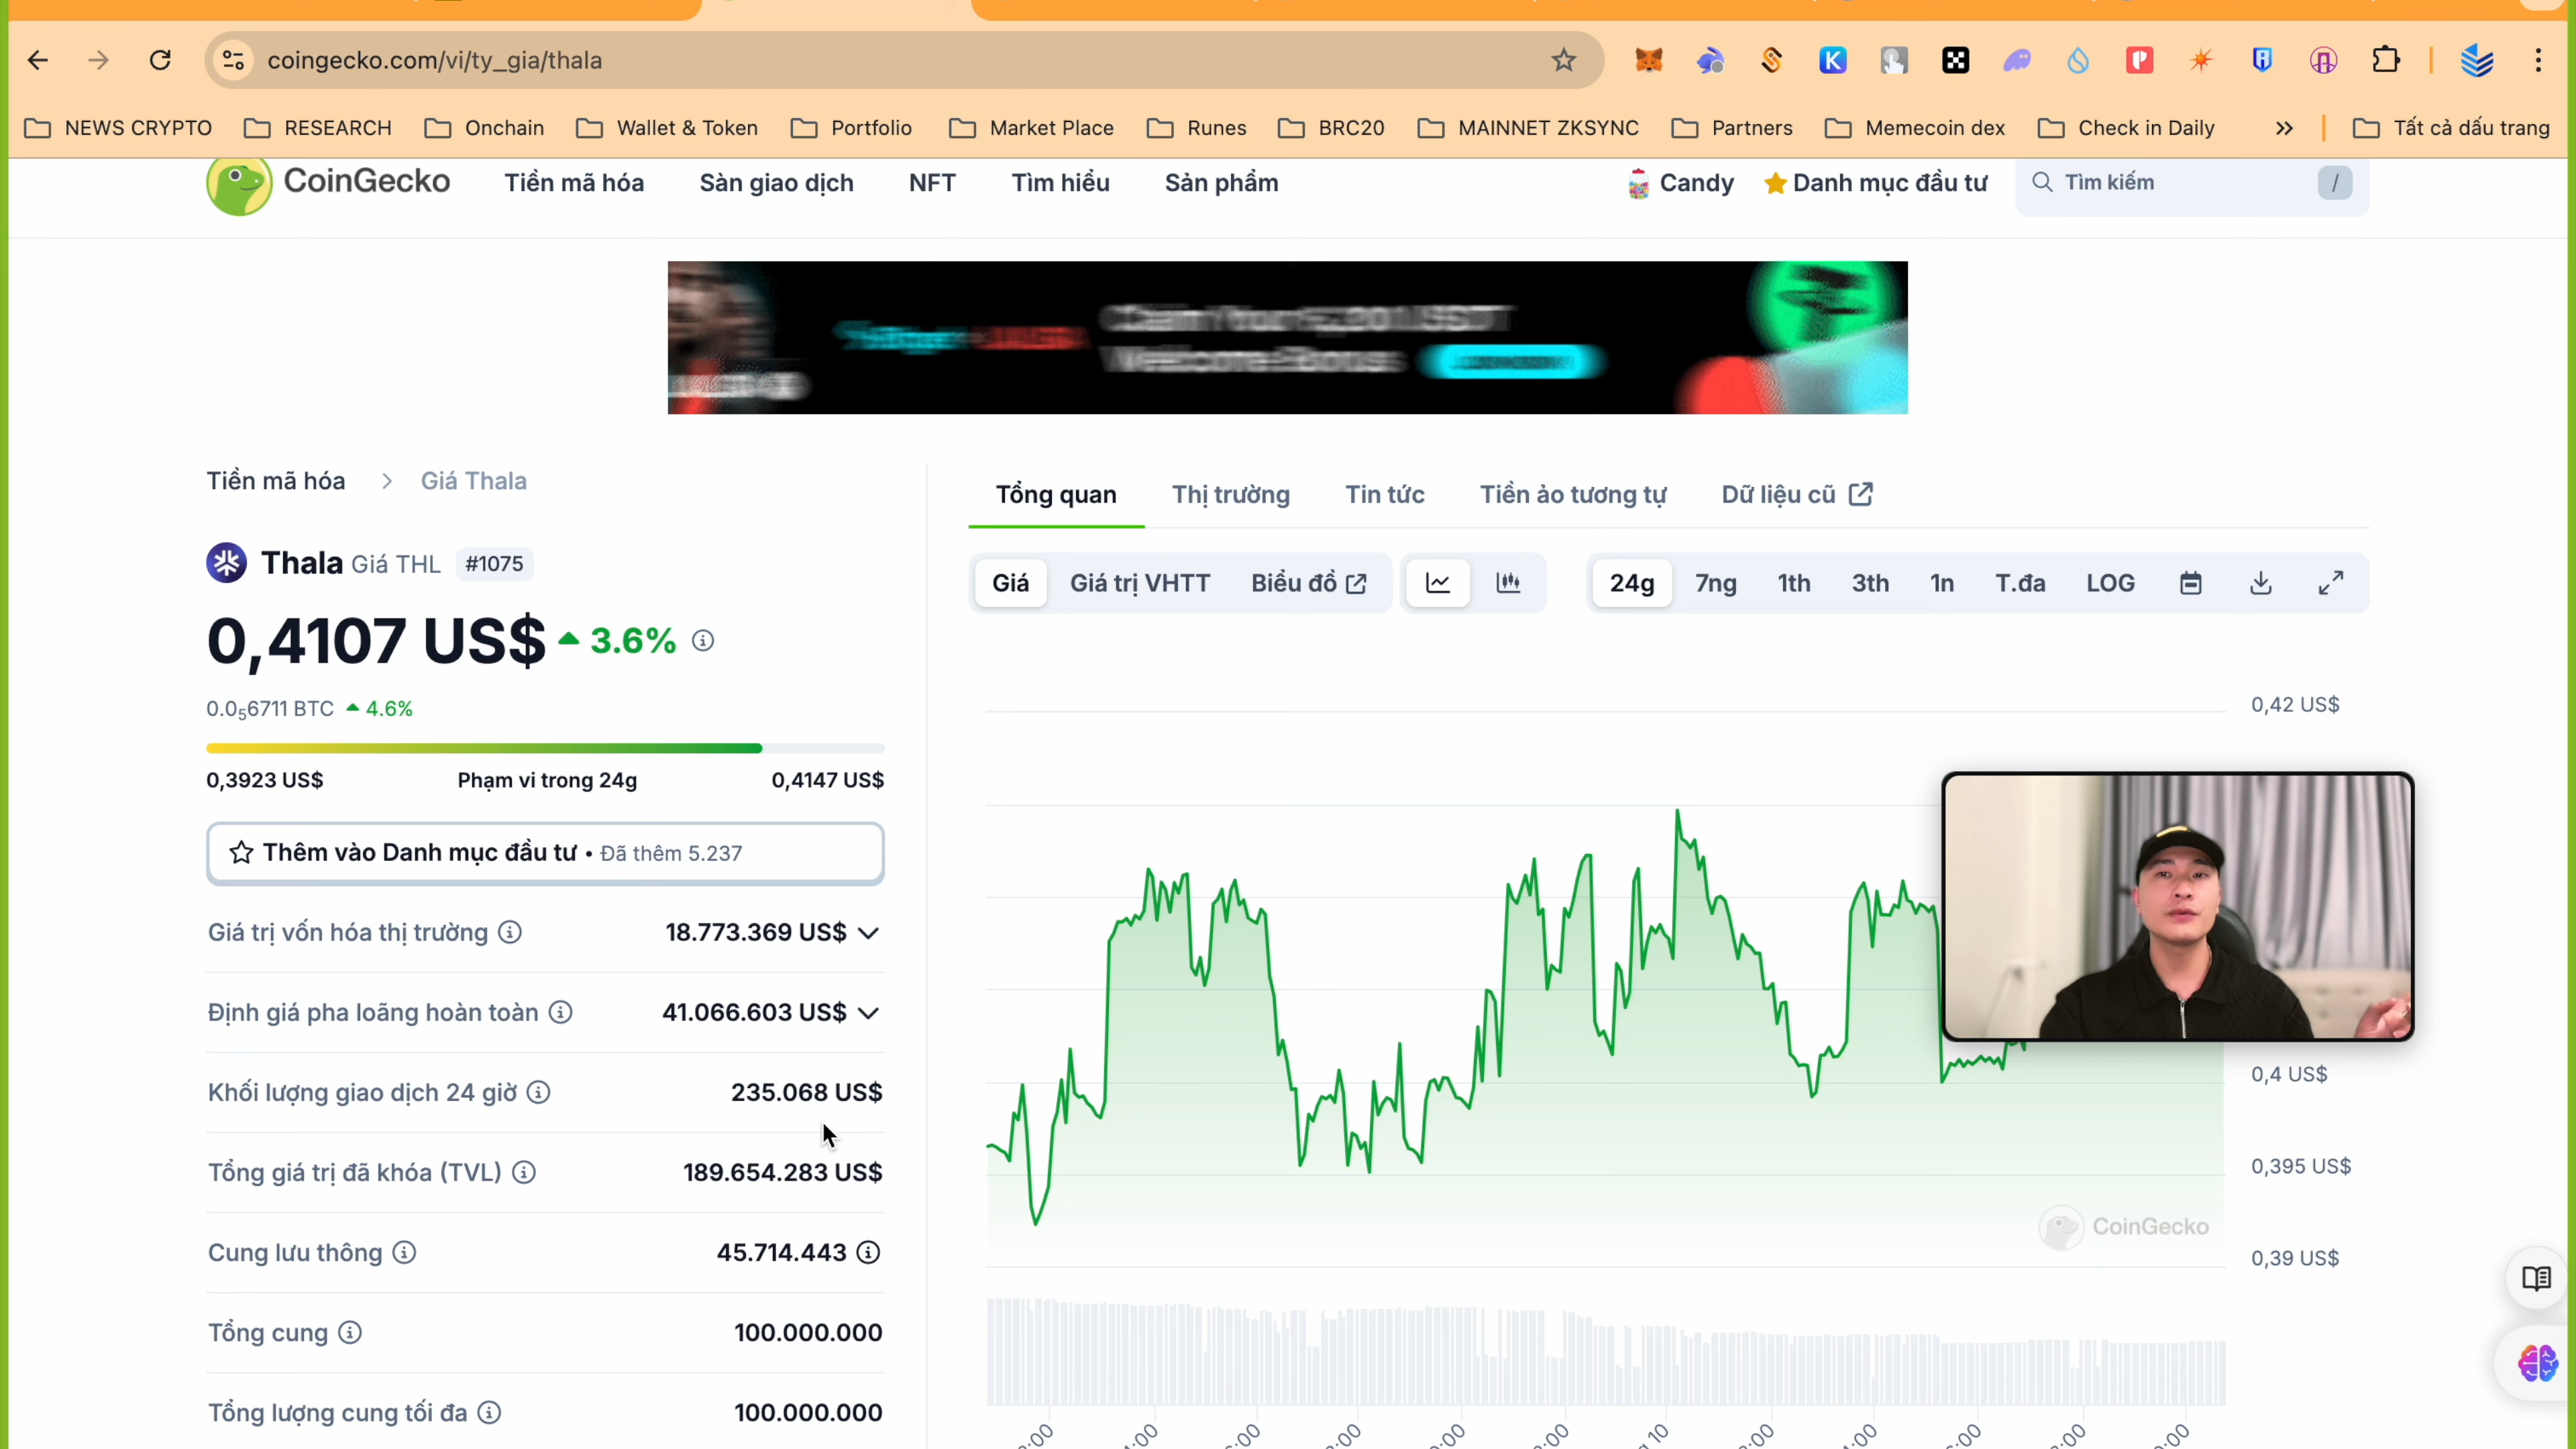 coingecko.com/vi/ty_gia/thala
NEWS CRYPTO RESEARCH Onchain Wallet & Token Portfolio Market Place Runes BRC20 MAINNET ZKSYNC Partners Memecoin dex Check in Daily Tất cả dấu trang
CoinGecko Tiền mã hóa Sàn giao dịch NFT Tìm hiểu Sản phẩm Candy Danh mục đầu tư Tìm kiếm /
Tiền mã hóa > Giá Thala
Thala Giá THL #1075
0,4107 US$ 3.6%
0.0₅6711 BTC 4.6%
0,3923 US$ Phạm vi trong 24g 0,4147 US$
Thêm vào Danh mục đầu tư • Đã thêm 5.237
Giá trị vốn hóa thị trường 18.773.369 US$
Định giá pha loãng hoàn toàn 41.066.603 US$
Khối lượng giao dịch 24 giờ 235.068 US$
Tổng giá trị đã khóa (TVL) 189.654.283 US$
Cung lưu thông 45.714.443
Tổng cung 100.000.000
Tổng lượng cung tối đa 100.000.000
Tổng quan Thị trường Tin tức Tiền ảo tương tự Dữ liệu cũ
Giá Giá trị VHTT Biểu đồ 24g 7ng 1th 3th 1n T.đa LOG
0,42 US$
0,4 US$
0,395 US$
0,39 US$
CoinGecko